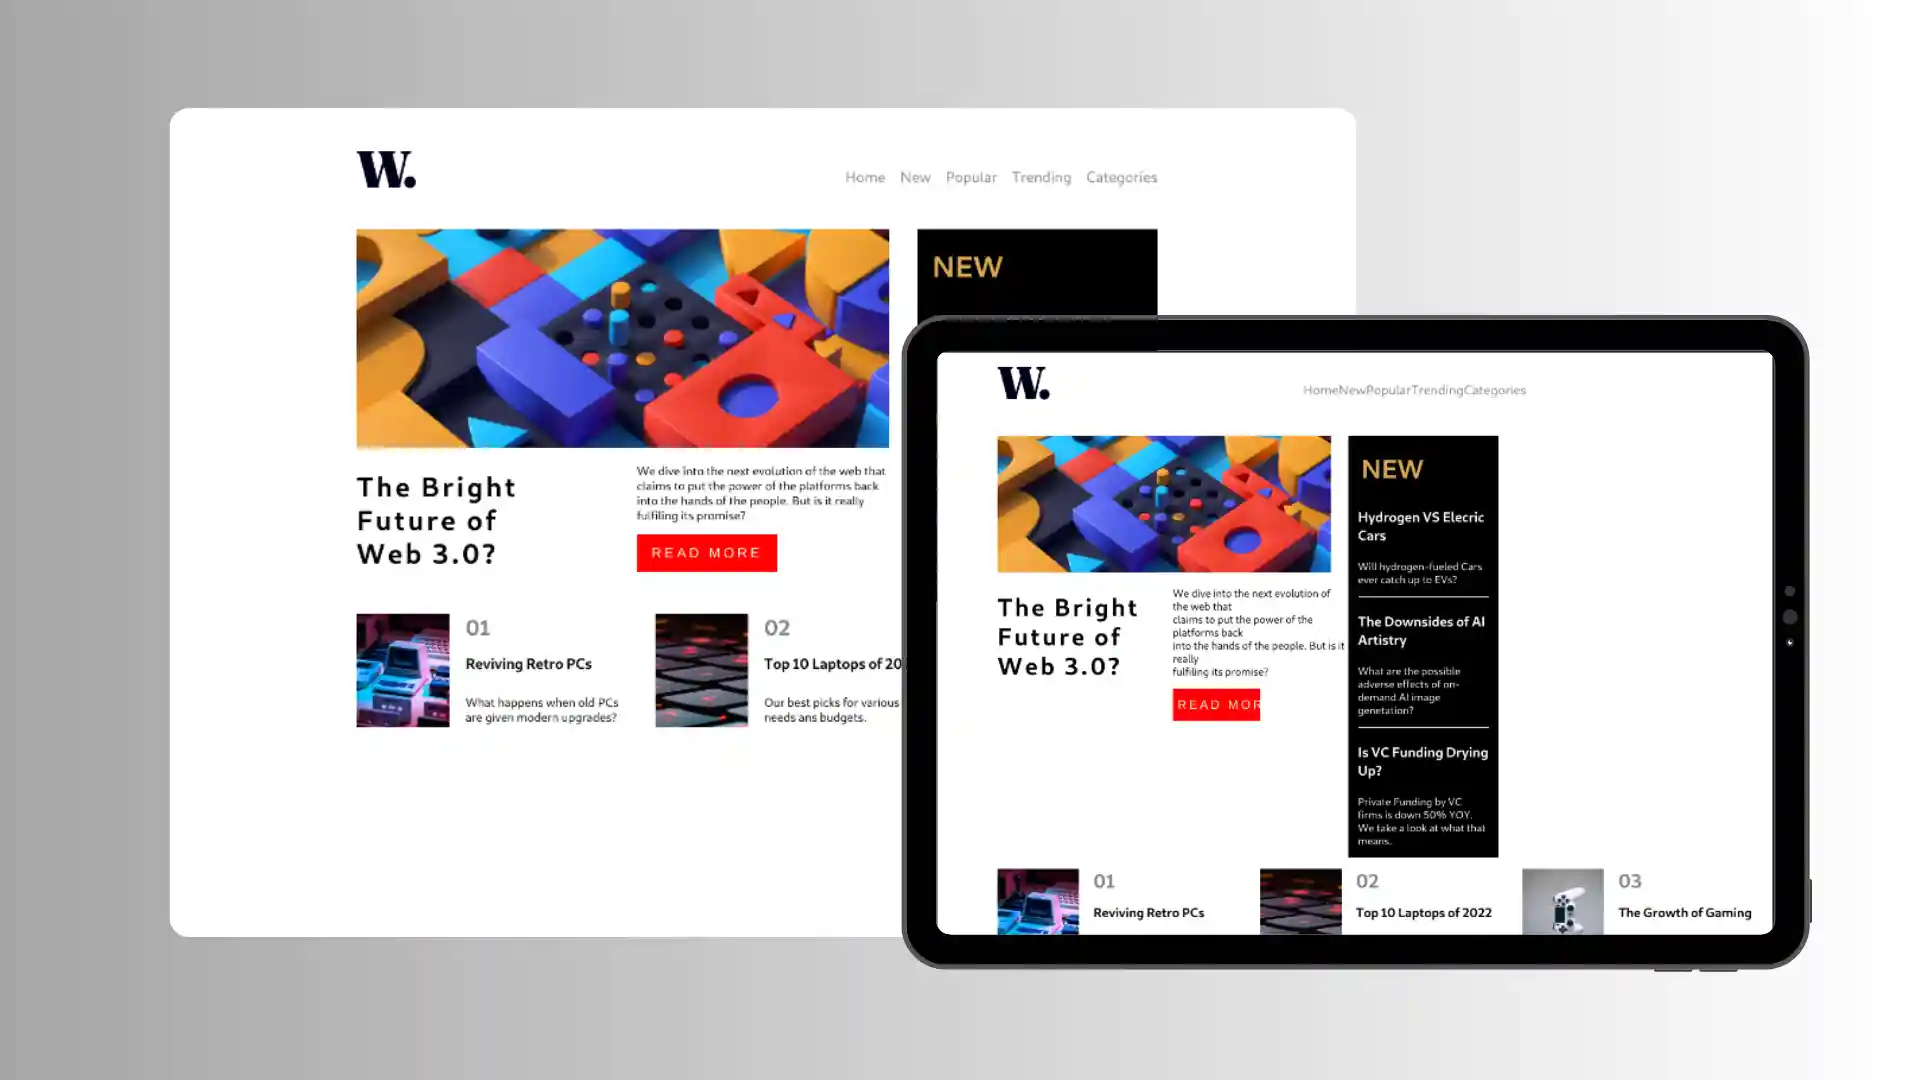 W.
Home New Popular Trending Categories
NEW
The Bright
Future of
Web 3.0?
We dive into the next evolution of the web that
claims to put the power of the platforms back
into the hands of the people. But is it really
fulfiling its promise?
READ MORE
01
Reviving Retro PCs
What happens when old PCs
are given modern upgrades?
02
Top 10 Laptops of 20
Our best picks for various
needs ans budgets.
W.
HomeNewPopularTrendingCategories
The Bright
Future of
Web 3.0?
We dive into the next evolution of
the web that
claims to put the power of the
platforms back
into the hands of the people. But is it
really
fulfiling its promise?
READ MOR
NEW
Hydrogen VS Elecric
Cars
Will hydrogen-fueled Cars
ever catch up to EVs?
The Downsides of AI
Artistry
What are the possible
adverse effects of on-
demand AI image
genetation?
Is VC Funding Drying
Up?
Private Funding by VC
firms is down 50% YOY.
We take a look at what that
means.
01
Reviving Retro PCs
02
Top 10 Laptops of 2022
03
The Growth of Gaming